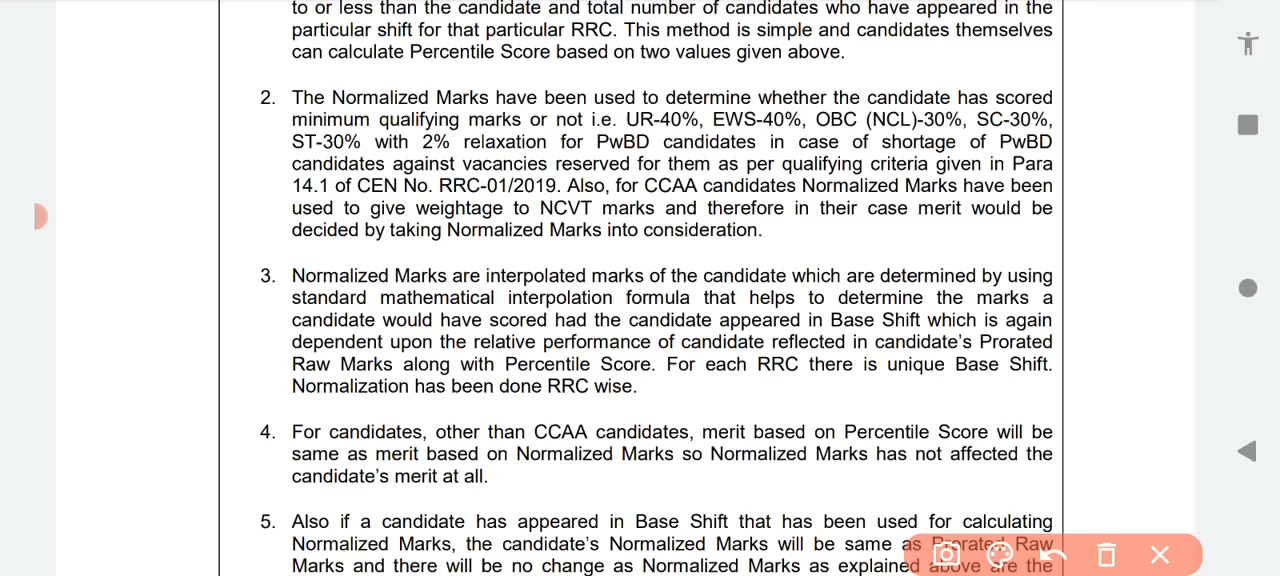 to or less than the candidate and total number of candidates who have appeared in the
particular shift for that particular RRC. This method is simple and candidates themselves
can calculate Percentile Score based on two values given above.
2. The Normalized Marks have been used to determine whether the candidate has scored
minimum qualifying marks or not i.e. UR-40%, EWS-40%, OBC (NCL)-30%, SC-30%,
ST-30% with 2% relaxation for PwBD candidates in case of shortage of PwBD
candidates against vacancies reserved for them as per qualifying criteria given in Para
14.1 of CEN No. RRC-01/2019. Also, for CCAA candidates Normalized Marks have been
used to give weightage to NCVT marks and therefore in their case merit would be
decided by taking Normalized Marks into consideration.
3. Normalized Marks are interpolated marks of the candidate which are determined by using
standard mathematical interpolation formula that helps to determine the marks a
candidate would have scored had the candidate appeared in Base Shift which is again
dependent upon the relative performance of candidate reflected in candidate's Prorated
Raw Marks along with Percentile Score. For each RRC there is unique Base Shift.
Normalization has been done RRC wise.
4. For candidates, other than CCAA candidates, merit based on Percentile Score will be
same as merit based on Normalized Marks so Normalized Marks has not affected the
candidate's merit at all.
5. Also if a candidate has appeared in Base Shift that has been used for calculating
Normalized Marks, the candidate's Normalized Marks will be same as Prorated Raw
Marks and there will be no change as Normalized Marks as explained above are the